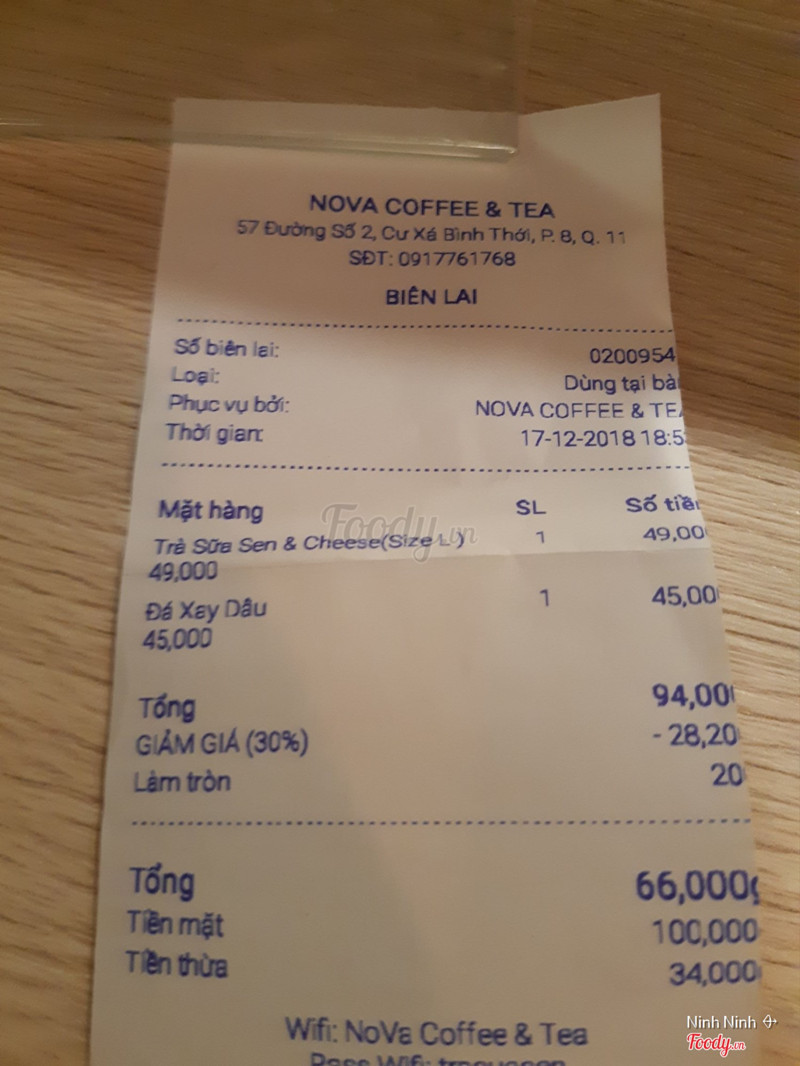 NOVA COFFEE & TEA
57 Đường Số 2, Cư Xá Bình Thới, P. 8, Q. 11
SĐT: 0917761768
BIÊN LAI
Số biên lai: 0200954
Loại: Dùng tại bà
Phục vụ bởi: NOVA COFFEE & TE
Thời gian: 17-12-2018 18:5
Mặt hàng SL Số tiề
Trà Sữa Sen & Cheese(Size L) 1 49,00
49,000
Đá Xay Dâu 1 45,00
45,000
Tổng 94,00
GIẢM GIÁ (30%) - 28,20
Làm tròn 20
Tổng 66,000
Tiền mặt 100,000
Tiền thừa 34,000
Wifi: NoVa Coffee & Tea
Pass Wifi:
Foody.vn
Ninh Ninh
Foody.vn